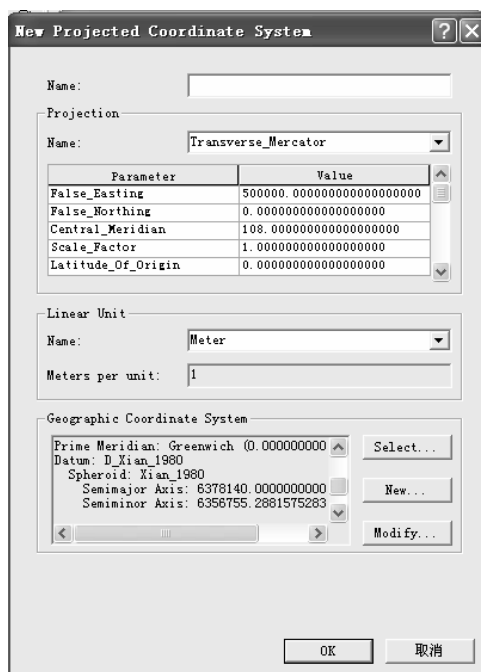 New Projected Coordinate System
Name:
Projection
Name: Transverse_Mercator
Parameter Value
False_Easting 500000.000000000000000000
False_Northing 0.000000000000000000
Central_Meridian 108.000000000000000000
Scale_Factor 1.000000000000000000
Latitude_Of_Origin 0.000000000000000000
Linear Unit
Name: Meter
Meters per unit: 1
Geographic Coordinate System
Prime Meridian: Greenwich (0.000000000
Datum: D_Xian_1980
Spheroid: Xian_1980
Semimajor Axis: 6378140.0000000000
Semiminor Axis: 6356755.2881575283
Select...
New...
Modify...
OK 取消